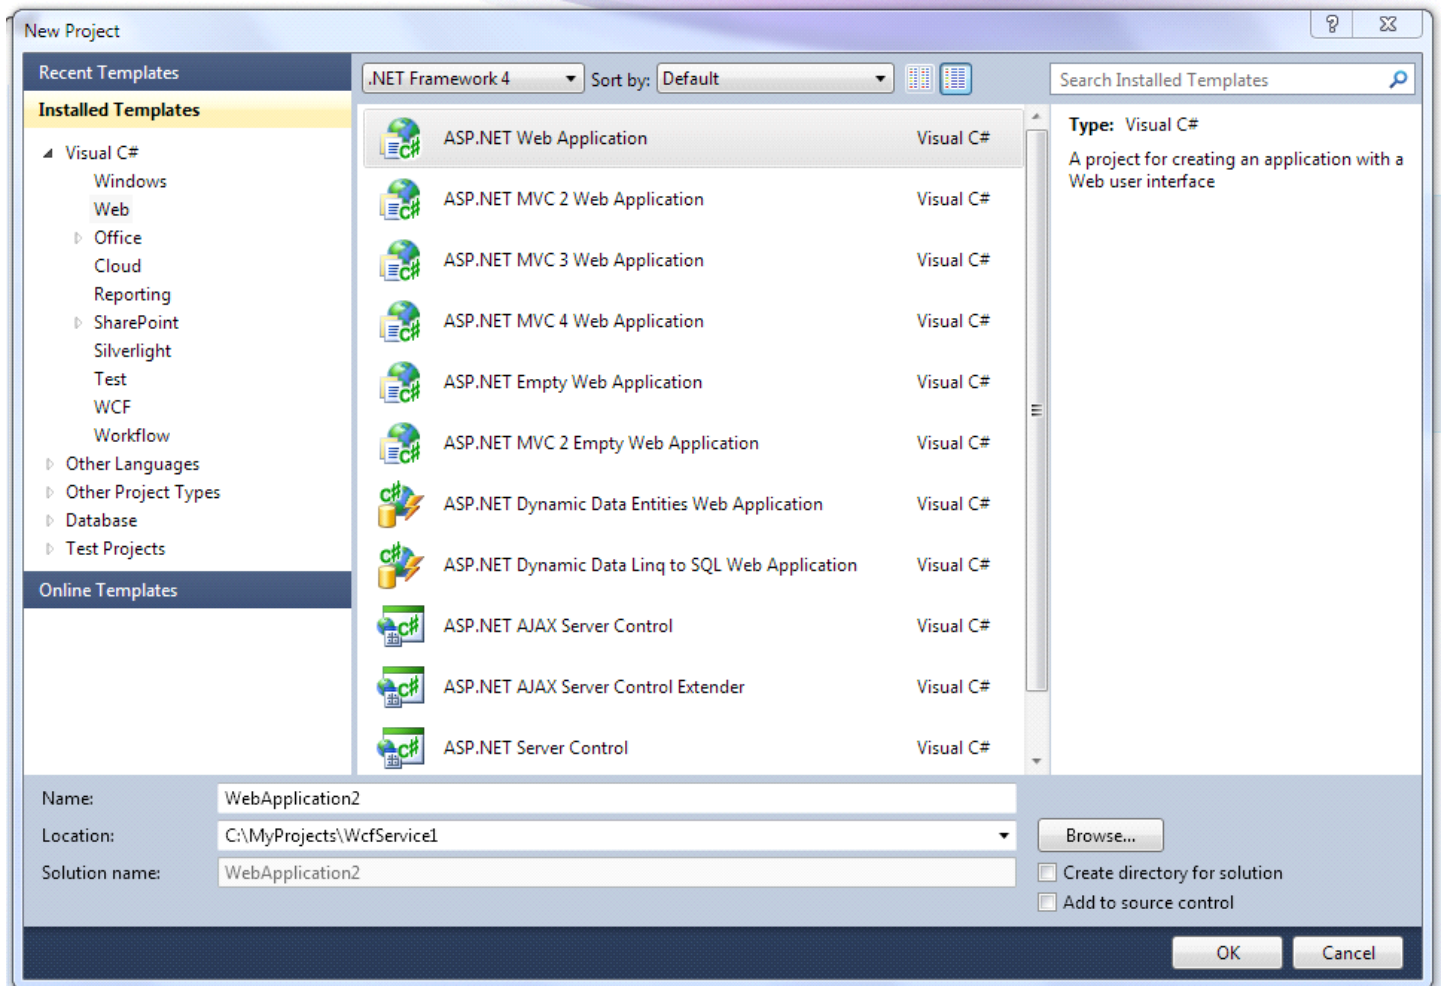 New Project
Recent Templates
Installed Templates
Visual C#
Windows
Web
Office
Cloud
Reporting
SharePoint
Silverlight
Test
WCF
Workflow
Other Languages
Other Project Types
Database
Test Projects
Online Templates
.NET Framework 4 Sort by: Default
ASP.NET Web Application Visual C#
ASP.NET MVC 2 Web Application Visual C#
ASP.NET MVC 3 Web Application Visual C#
ASP.NET MVC 4 Web Application Visual C#
ASP.NET Empty Web Application Visual C#
ASP.NET MVC 2 Empty Web Application Visual C#
ASP.NET Dynamic Data Entities Web Application Visual C#
ASP.NET Dynamic Data Linq to SQL Web Application Visual C#
ASP.NET AJAX Server Control Visual C#
ASP.NET AJAX Server Control Extender Visual C#
ASP.NET Server Control Visual C#
Search Installed Templates
Type: Visual C#
A project for creating an application with a
Web user interface
Name: WebApplication2
Location: C:\MyProjects\WcfService1 Browse...
Solution name: WebApplication2
Create directory for solution
Add to source control
OK Cancel